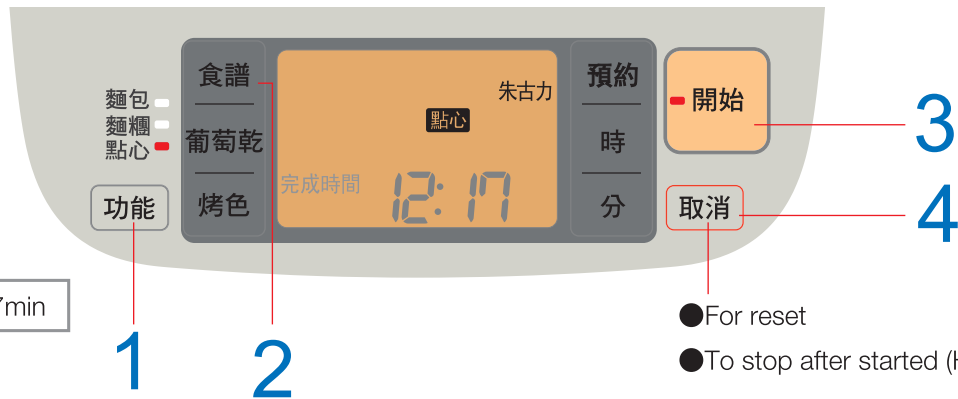 食譜
葡萄乾
烤色
麵包
麵糰
點心
功能
朱古力
點心
完成時間
12:17
預約
時
分
開始
取消
3
4
7min
1
2
●For reset
●To stop after started (H